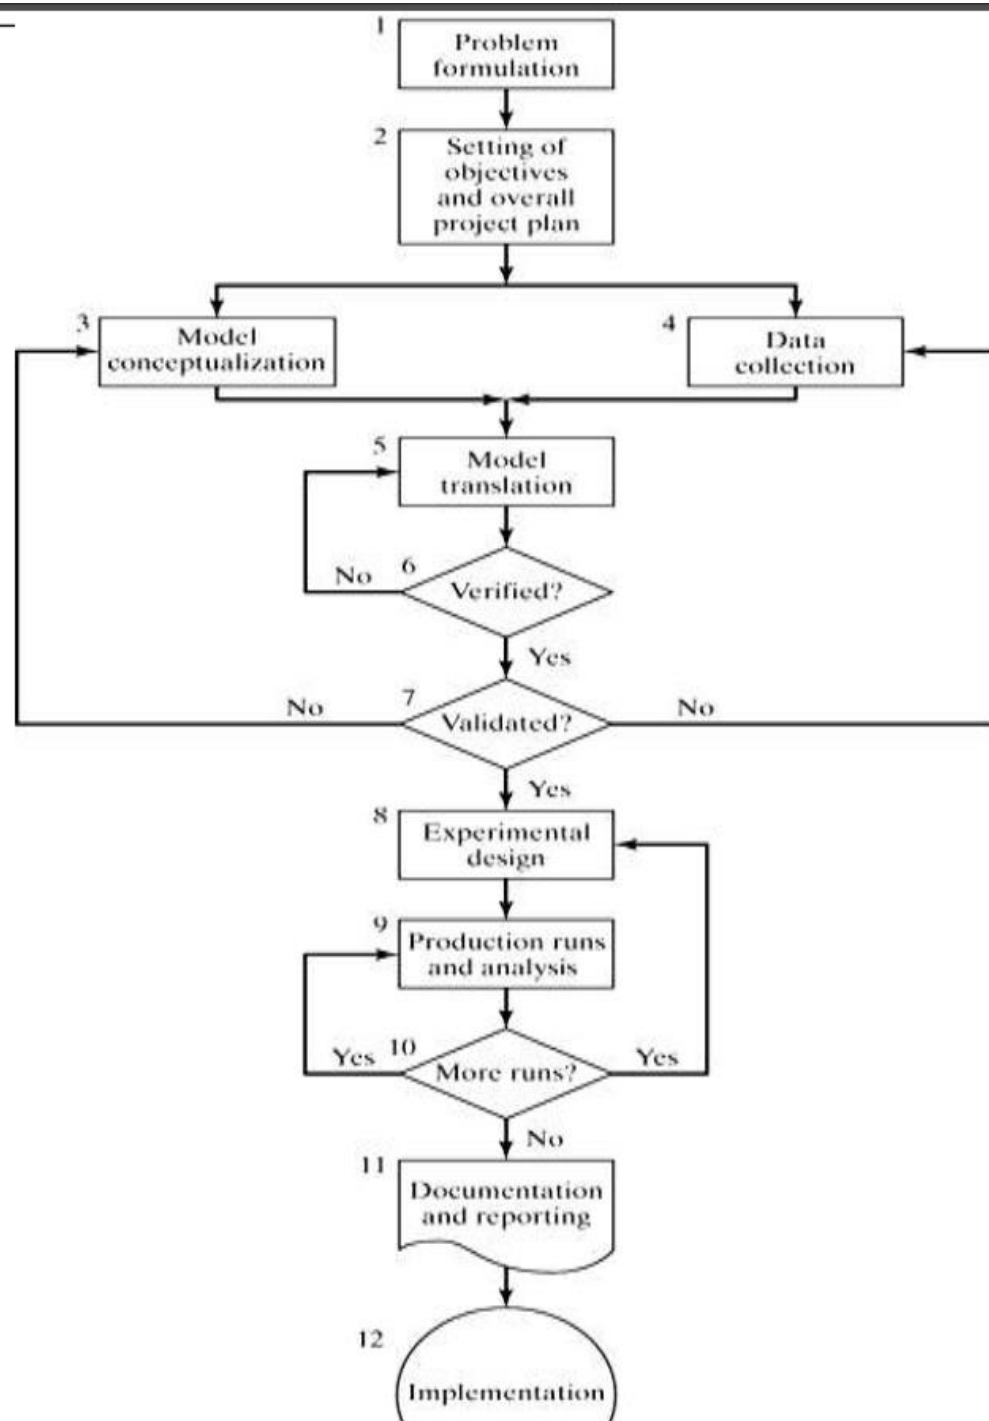 1
Problem
formulation
2
Setting of
objectives
and overall
project plan
3
Model
conceptualization
4
Data
collection
5
Model
translation
6
No
Verified?
Yes
7
No
Validated?
No
Yes
8
Experimental
design
9
Production runs
and analysis
10
Yes
More runs?
Yes
No
11
Documentation
and reporting
12
Implementation